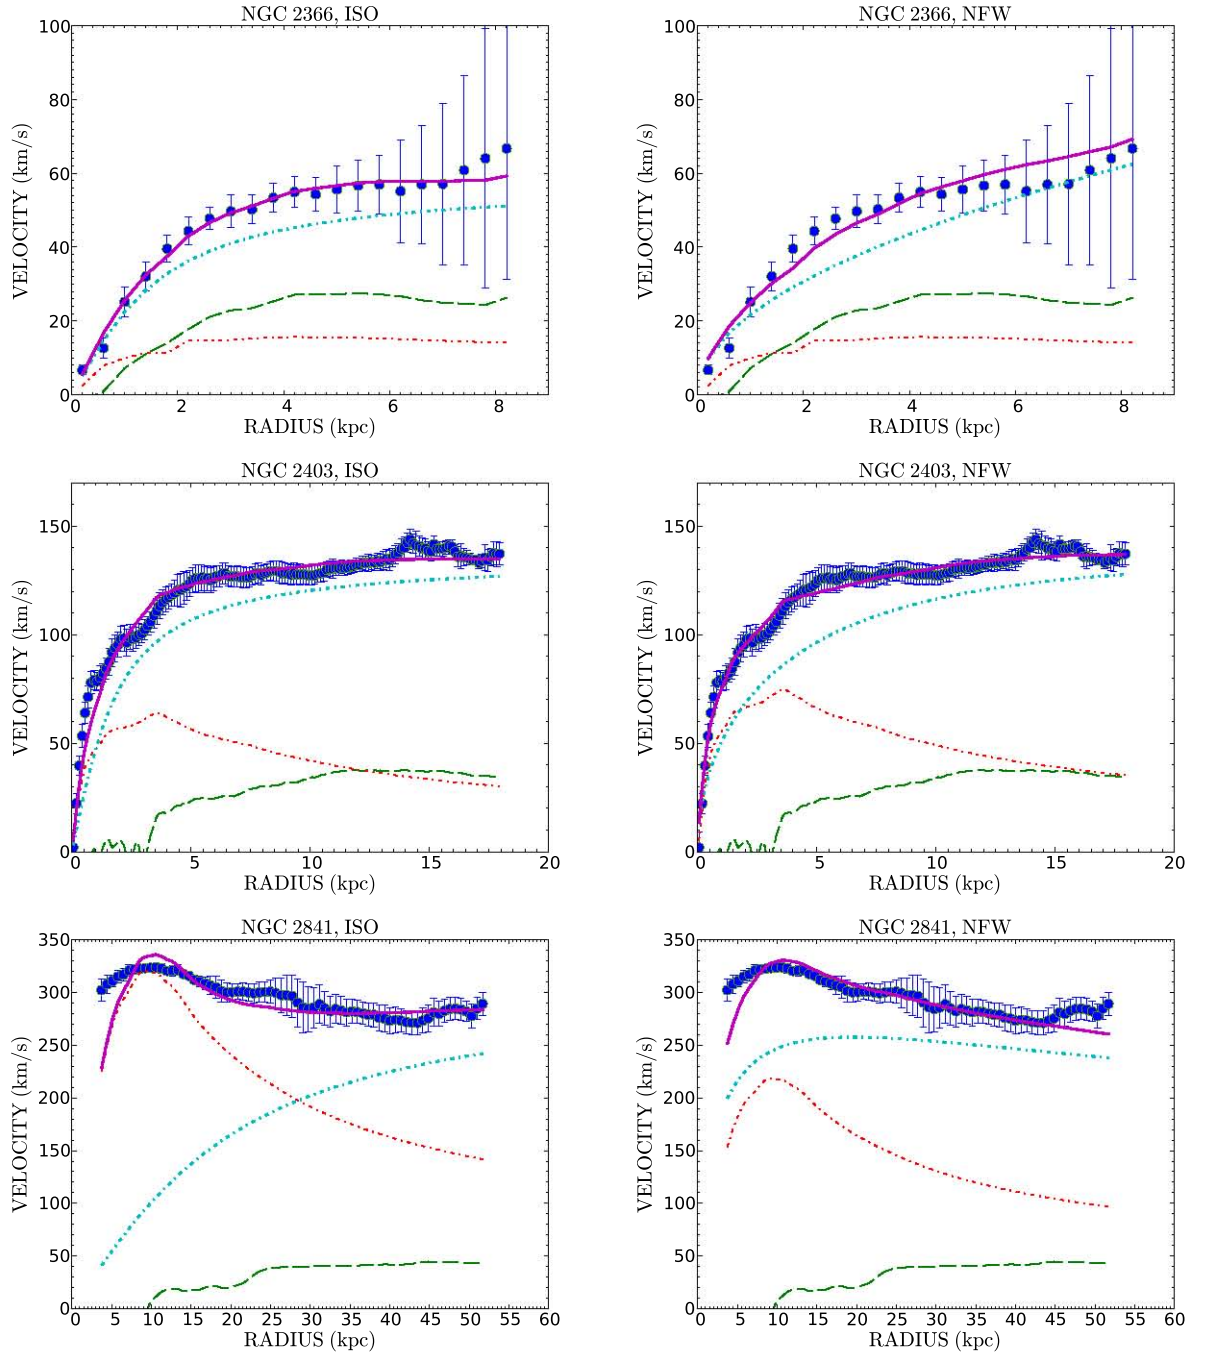 NGC 2366, ISO
VELOCITY (km/s)
100
80
60
40
20
0
0 2 4 6 8
RADIUS (kpc)
NGC 2366, NFW
VELOCITY (km/s)
100
80
60
40
20
0
0 2 4 6 8
RADIUS (kpc)
NGC 2403, ISO
VELOCITY (km/s)
150
100
50
0
0 5 10 15 20
RADIUS (kpc)
NGC 2403, NFW
VELOCITY (km/s)
150
100
50
0
0 5 10 15 20
RADIUS (kpc)
NGC 2841, ISO
VELOCITY (km/s)
350
300
250
200
150
100
50
0
0 5 10 15 20 25 30 35 40 45 50 55 60
RADIUS (kpc)
NGC 2841, NFW
VELOCITY (km/s)
350
300
250
200
150
100
50
0
0 5 10 15 20 25 30 35 40 45 50 55 60
RADIUS (kpc)